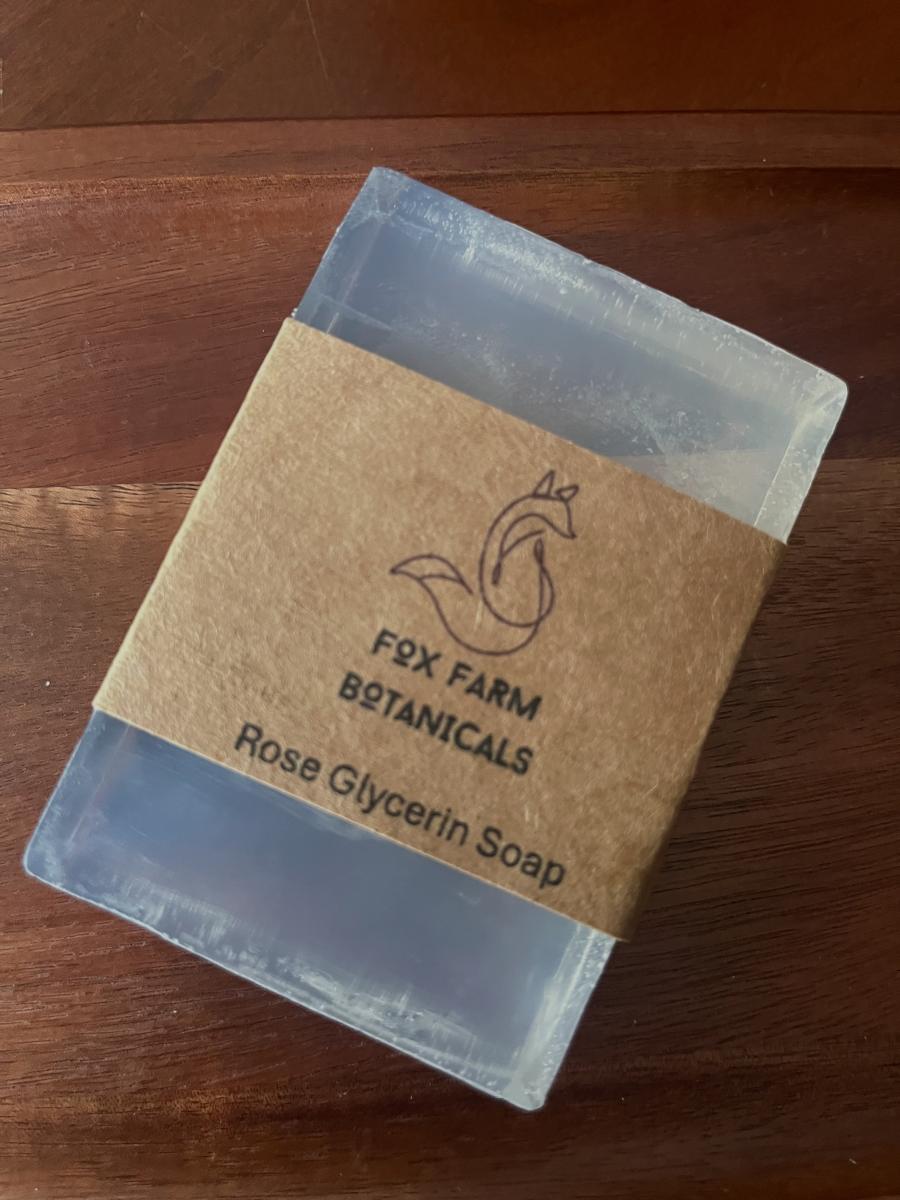 FOX FARM
BOTANICALS
Rose Glycerin Soap